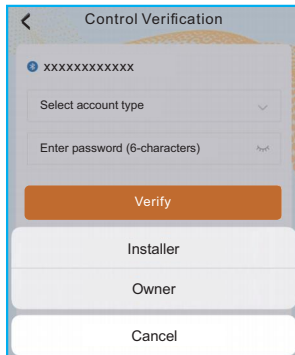 Control Verification
xxxxxxxxxxxx
Select account type
Enter password (6-characters)
Verify
Installer
Owner
Cancel